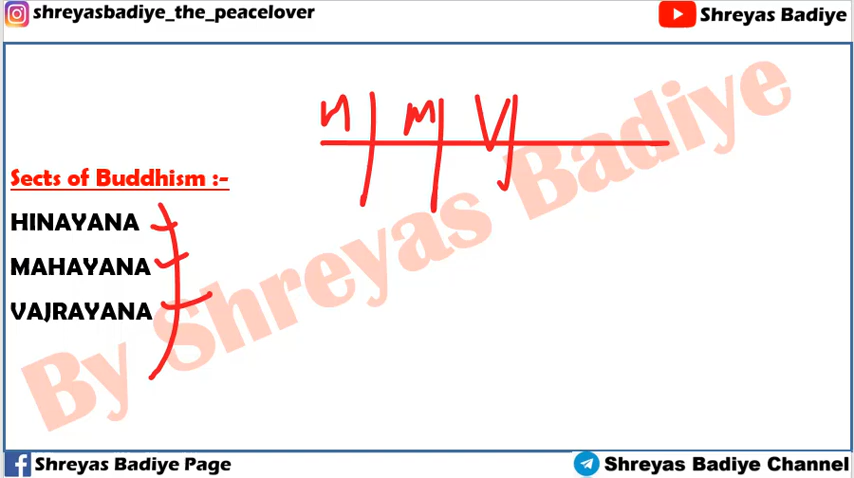 shreyasbadiye_the_peacelover
Shreyas Badiye
H M V
Sects of Buddhism :-
HINAYANA
MAHAYANA
VAJRAYANA
By Shreyas Badiye
Shreyas Badiye Page
Shreyas Badiye Channel